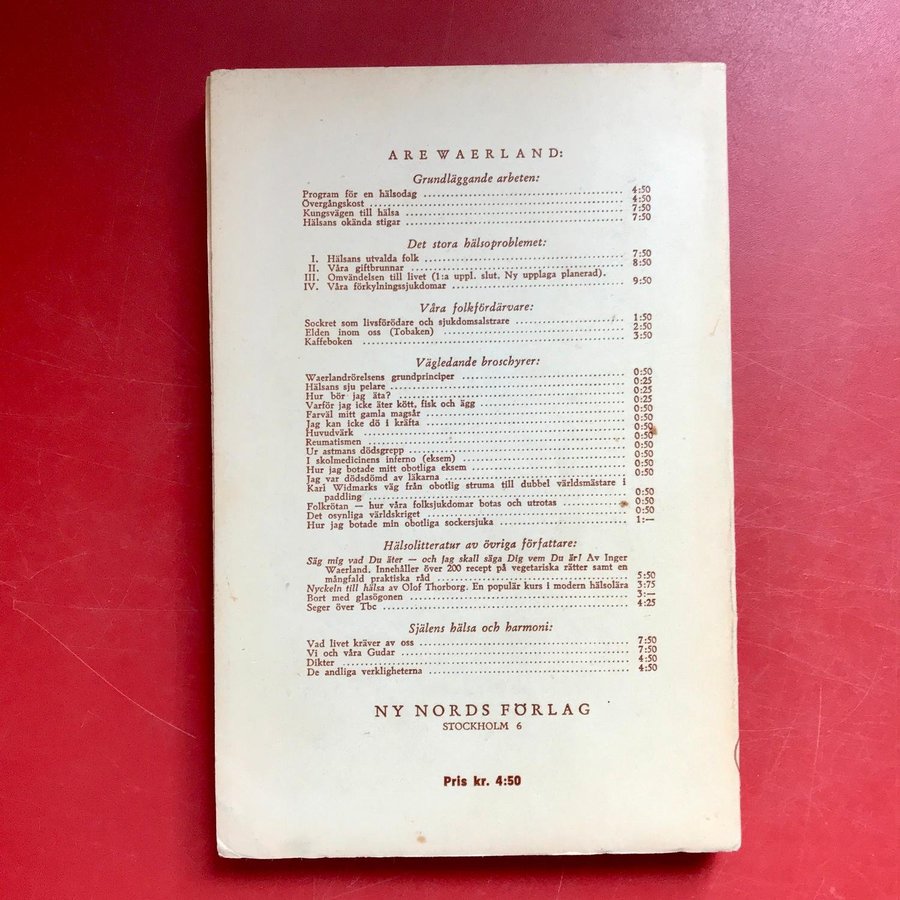 ARE WAERLAND:
Grundläggande arbeten:
Program för en hälsodag 4:50
Övergångskost 4:50
Kungsvägen till hälsa 7:50
Hälsans okända stigar 7:50
Det stora hälsoproblemet:
I. Hälsans utvalda folk 7:50
II. Våra giftbrunnar 8:50
III. Omvändelsen till livet (1:a uppl. slut. Ny upplaga planerad).
IV. Våra förkylningssjukdomar 9:50
Våra folkfördärvare:
Sockret som livsförödare och sjukdomsalstrare 1:50
Elden inom oss (Tobaken) 2:50
Kaffeboken 3:50
Vägledande broschyrer:
Waerlandrörelsens grundprinciper 0:50
Hälsans sju pelare 0:25
Hur bör jag äta? 0:25
Varför jag icke äter kött, fisk och ägg 0:25
Farväl mitt gamla magsår 0:50
Jag kan icke dö i kräfta 0:50
Huvudvärk 0:50
Reumatismen 0:50
Ur astmans dödsgrepp 0:50
I skolmedicinens inferno (eksem) 0:50
Hur jag botade mitt obotliga eksem 0:50
Jag var dödsdömd av läkarna 0:50
Karl Widmarks väg från obotlig struma till dubbel världsmästare i
paddling 0:50
Folkrötan — hur våra folksjukdomar botas och utrotas 0:50
Det osynliga världskriget 0:50
Hur jag botade min obotliga sockersjuka 1:—
Hälsolitteratur av övriga författare:
Säg mig vad Du äter — och jag skall säga Dig vem Du är! Av Inger
Waerland. Innehåller över 200 recept på vegetariska rätter samt en
mångfald praktiska råd 5:50
Nyckeln till hälsa av Olof Thorborg. En populär kurs i modern hälsolära 3:75
Bort med glasögonen 3:—
Seger över Tbc 4:25
Själens hälsa och harmoni:
Vad livet kräver av oss 7:50
Vi och våra Gudar 7:50
Dikter 4:50
De andliga verkligheterna 4:50
NY NORDS FÖRLAG
STOCKHOLM 6
Pris kr. 4:50